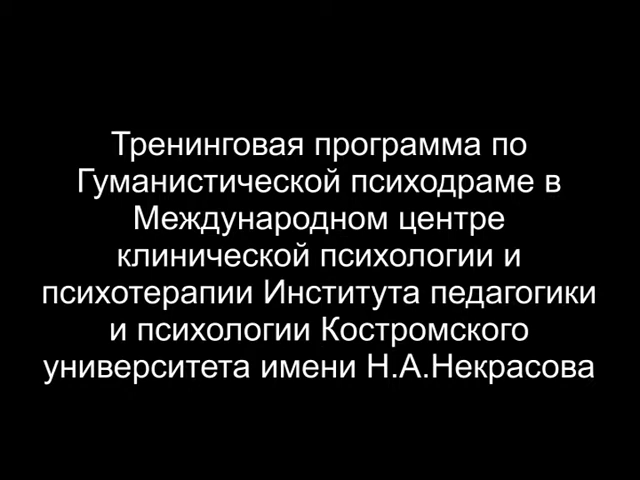 Тренинговая программа по
Гуманистической психодраме в
Международном центре
клинической психологии и
психотерапии Института педагогики
и психологии Костромского
университета имени Н.А.Некрасова